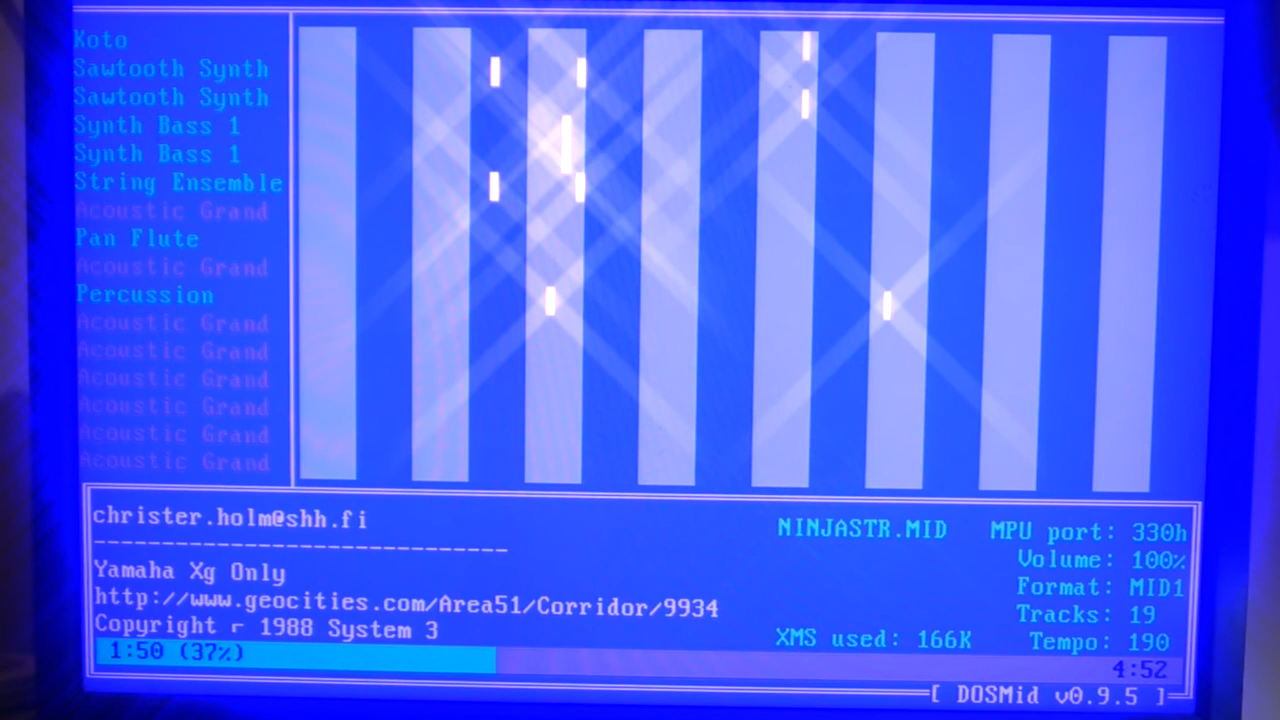 Koto
Sawtooth Synth
Sawtooth Synth
Synth Bass 1
Synth Bass 1
String Ensemble
Acoustic Grand
Pan Flute
Acoustic Grand
Percussion
Acoustic Grand
Acoustic Grand
Acoustic Grand
Acoustic Grand
Acoustic Grand
Acoustic Grand
christer.holm@shh.fi
-------------------------------
Yamaha Xg Only
http://www.geocities.com/Area51/Corridor/9934
Copyright ⌐ 1988 System 3
NINJASTR.MID MPU port: 330h
Volume: 100%
Format: MID1
Tracks: 19
XMS used: 166K Tempo: 190
1:50 (37%) 4:52
[ DOSMid v0.9.5 ]